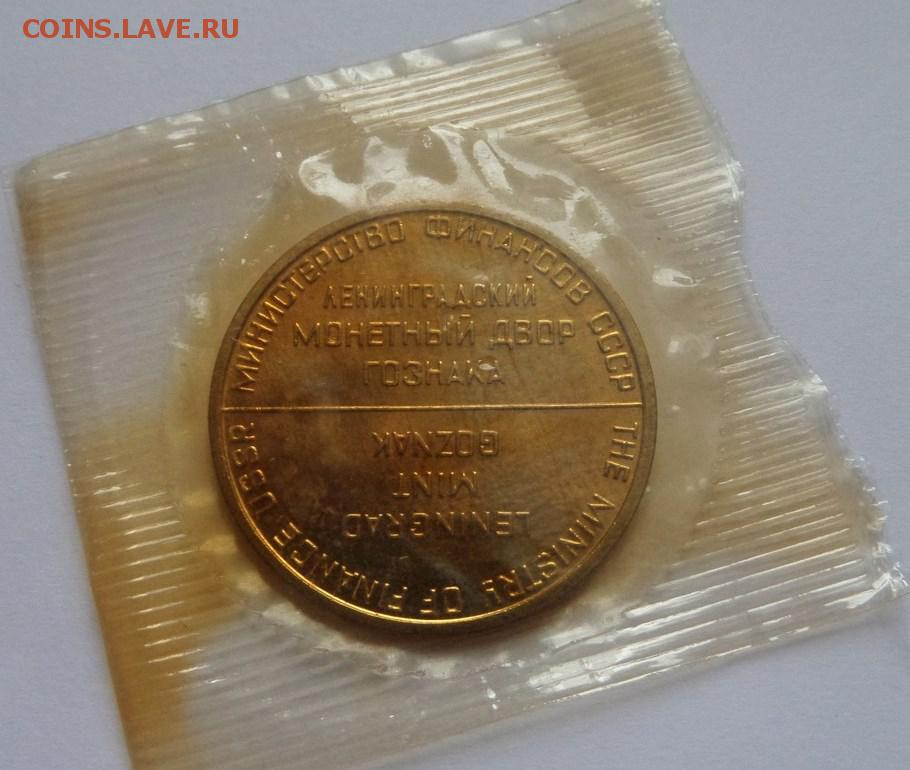 COINS.LAVE.RU
МИНИСТЕРСТВО ФИНАНСОВ СССР
ЛЕНИНГРАДСКИЙ
МОНЕТНЫЙ ДВОР
ГОЗНАКА
THE MINISTRY OF FINANCE USSR
LENINGRAD
MINT
GOZNAK